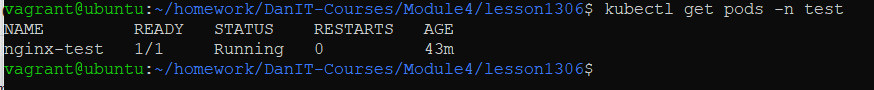 vagrant@ubuntu:~/homework/DanIT-Courses/Module4/lesson1306$ kubectl get pods -n test
NAME READY STATUS RESTARTS AGE
nginx-test 1/1 Running 0 43m
vagrant@ubuntu:~/homework/DanIT-Courses/Module4/lesson1306$